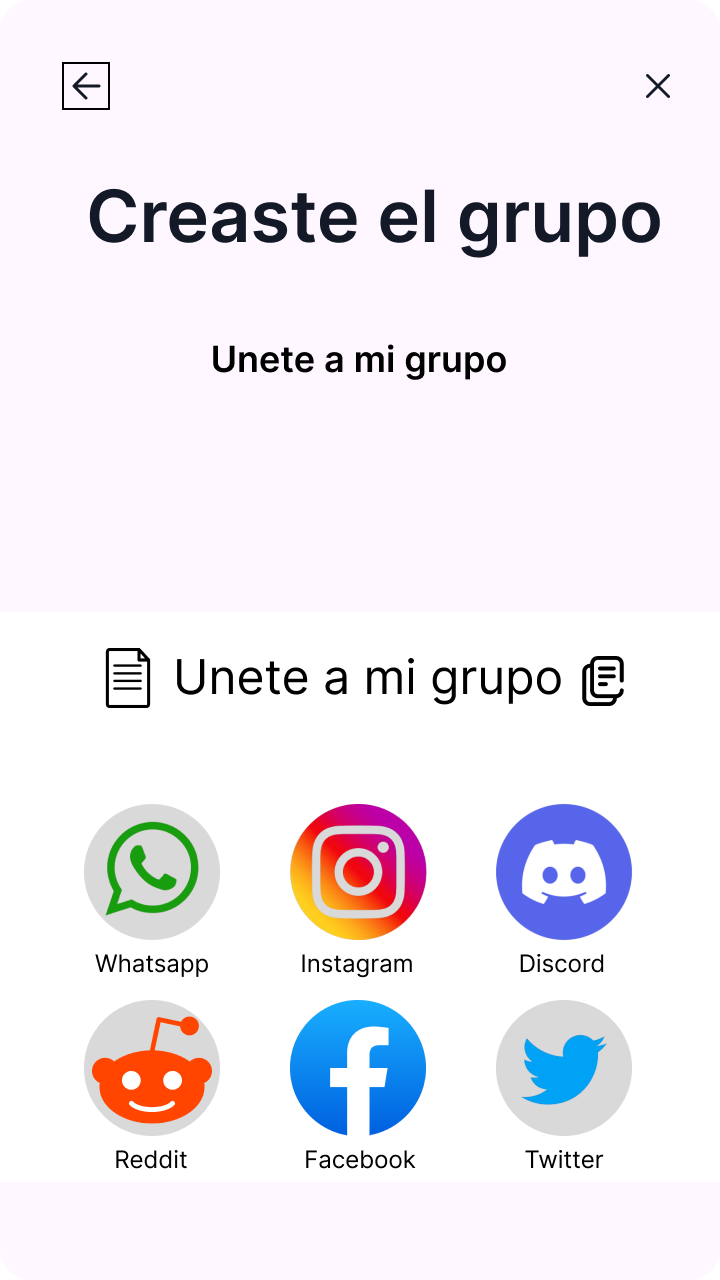 Creaste el grupo
Unete a mi grupo
Unete a mi grupo
Whatsapp
Instagram
Discord
Reddit
Facebook
Twitter